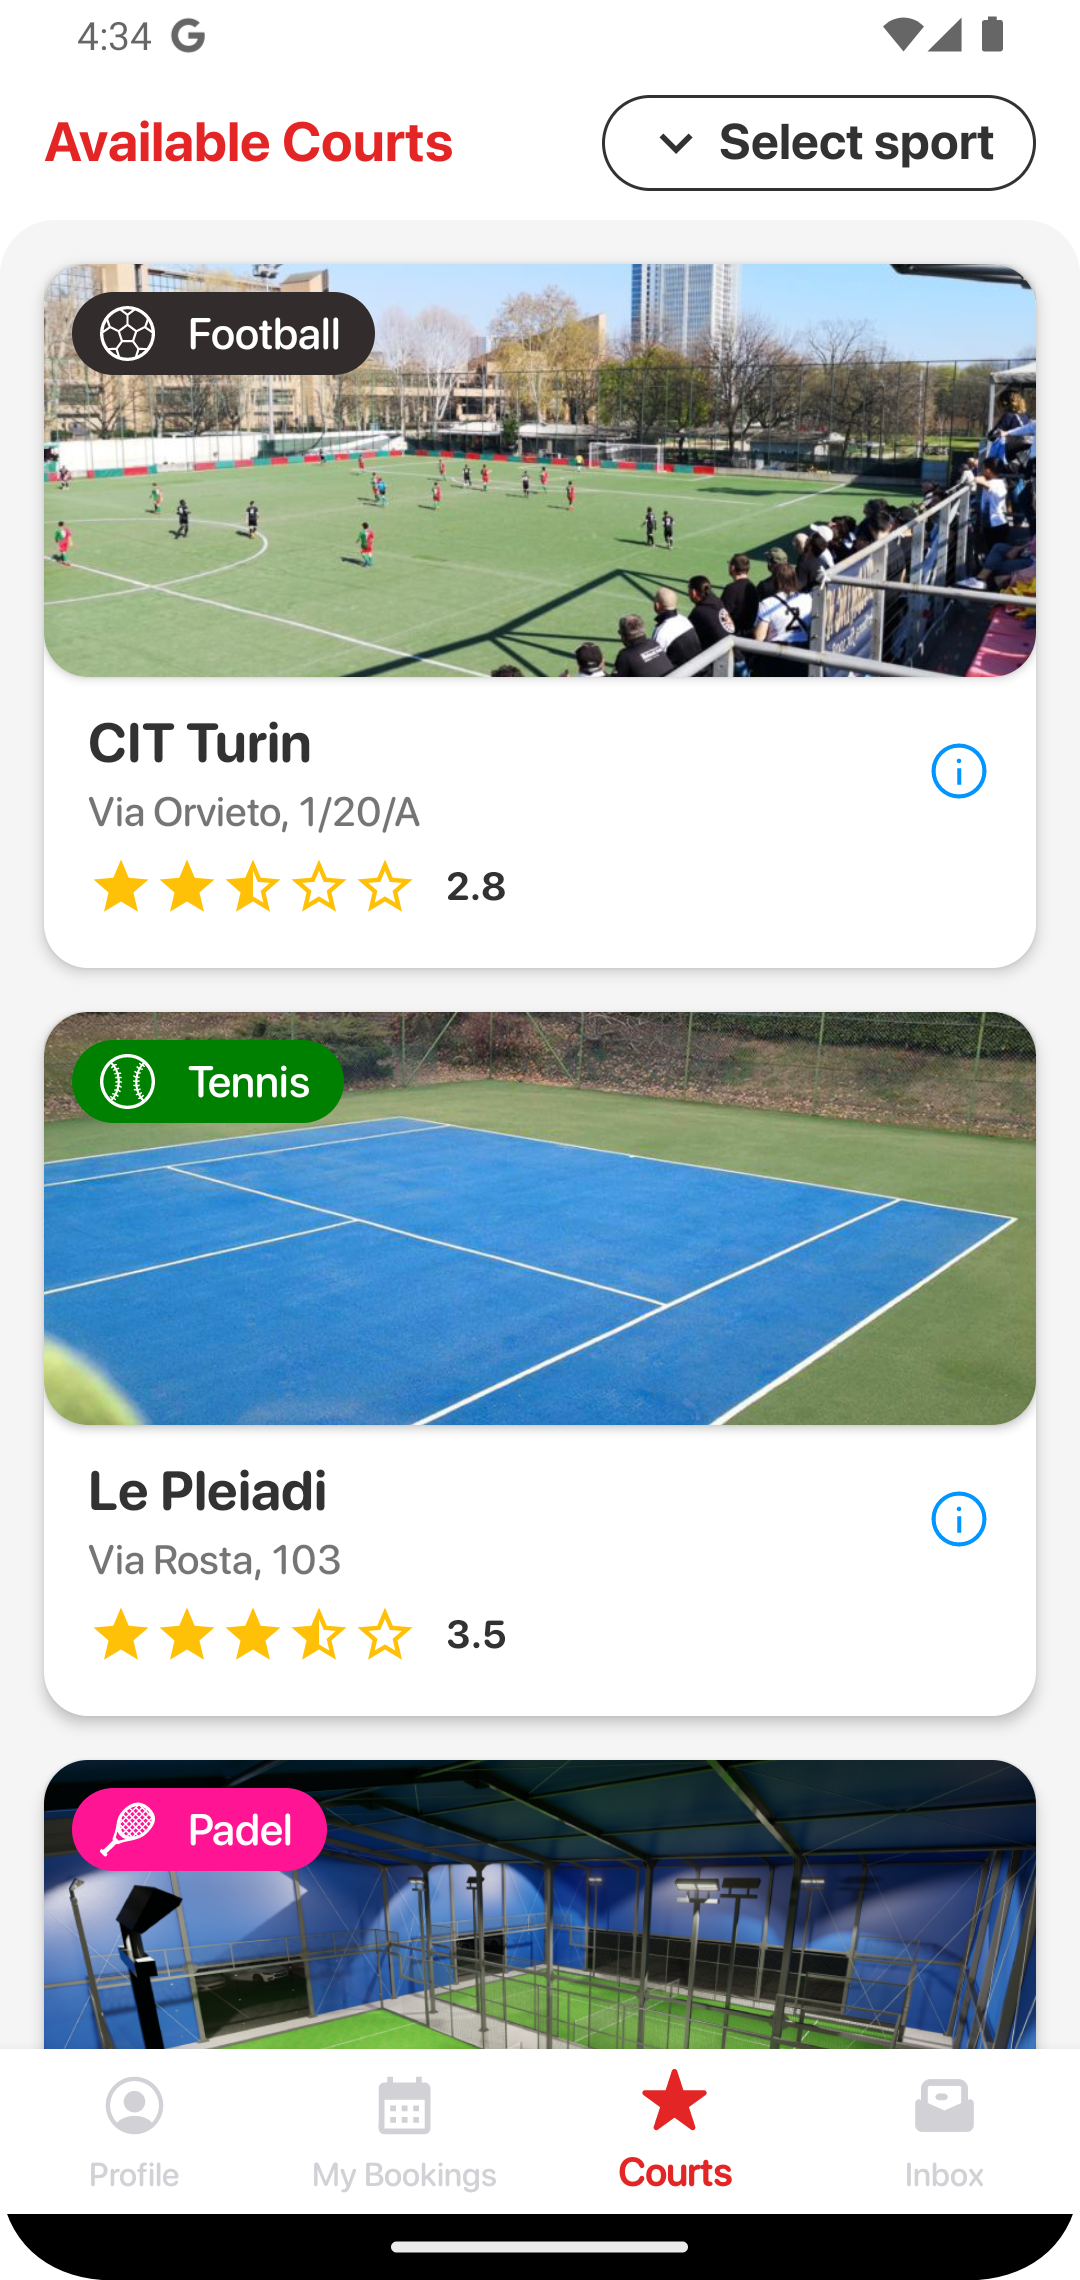 4:34
Available Courts
Select sport
Football
CIT Turin
Via Orvieto, 1/20/A
2.8
Tennis
Le Pleiadi
Via Rosta, 103
3.5
Padel
Profile
My Bookings
Courts
Inbox